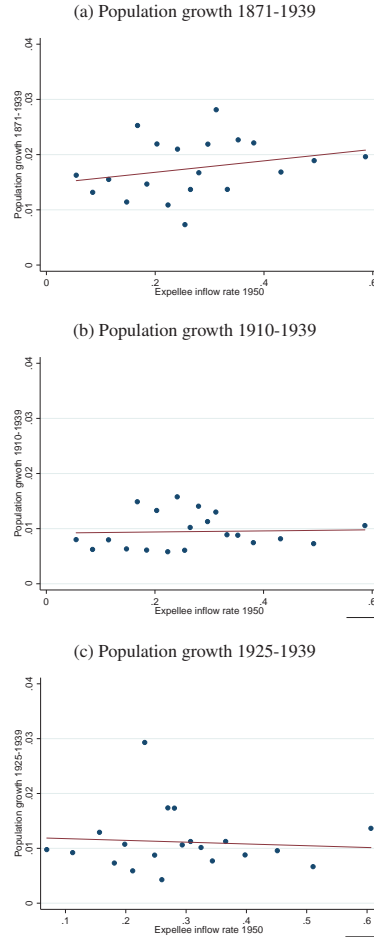 (a) Population growth 1871-1939
Population growth 1871-1939
0 .01 .02 .03 .04
0 .2 .4 .6
Expellee inflow rate 1950
(b) Population growth 1910-1939
Population grwoth 1910-1939
0 .01 .02 .03 .04
0 .2 .4 .6
Expellee inflow rate 1950
(c) Population growth 1925-1939
Population growth 1925-1939
0 .01 .02 .03 .04
.1 .2 .3 .4 .5 .6
Expellee inflow rate 1950